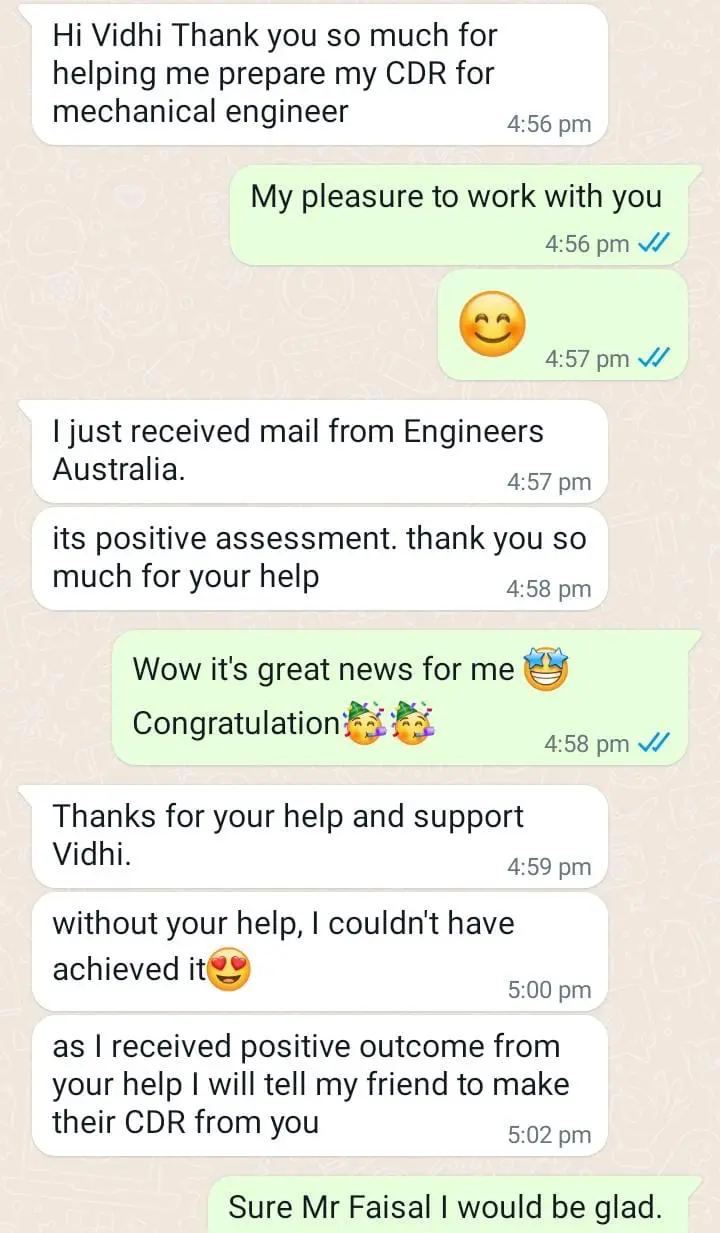 Hi Vidhi Thank you so much for
helping me prepare my CDR for
mechanical engineer
4:56 pm
My pleasure to work with you
4:56 pm
😊
4:57 pm
I just received mail from Engineers
Australia.
4:57 pm
its positive assessment. thank you so
much for your help
4:58 pm
Wow it's great news for me 🤩
Congratulation🥳🥳
4:58 pm
Thanks for your help and support
Vidhi.
4:59 pm
without your help, I couldn't have
achieved it😍
5:00 pm
as I received positive outcome from
your help I will tell my friend to make
their CDR from you
5:02 pm
Sure Mr Faisal I would be glad.